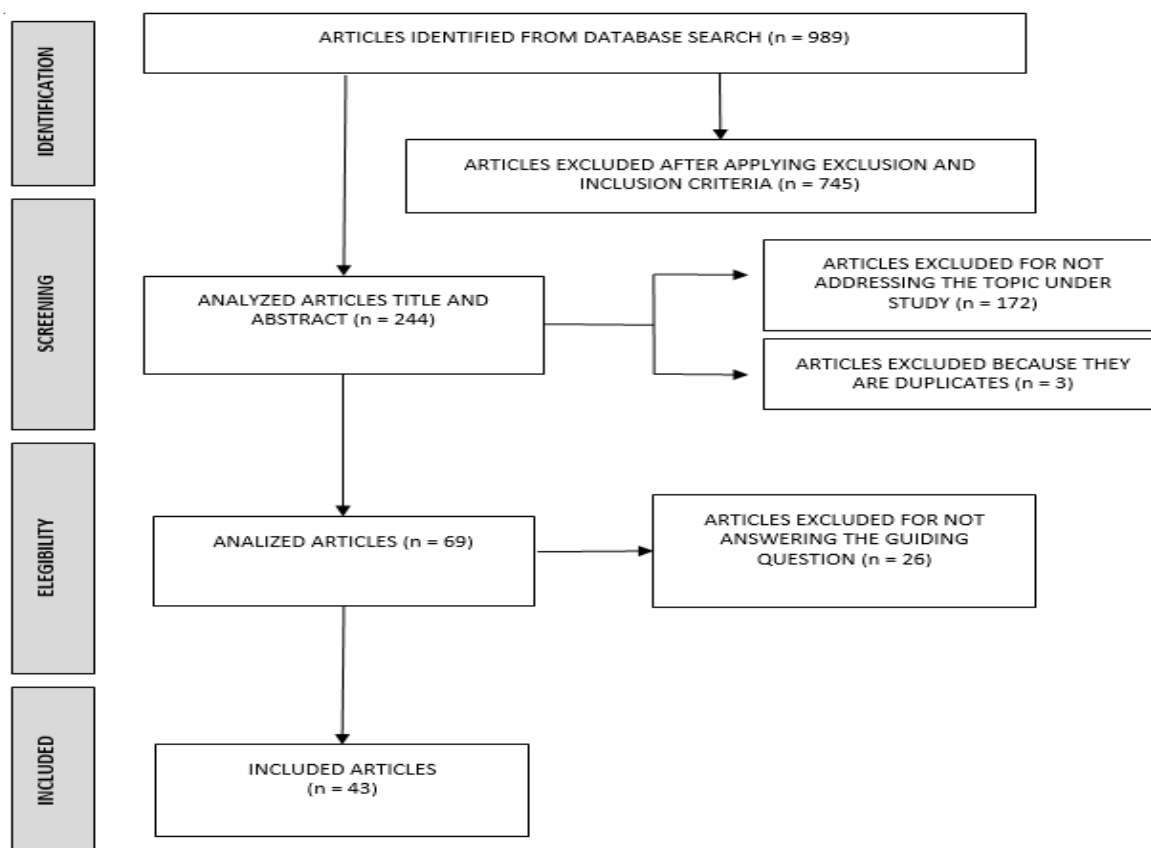 IDENTIFICATION
ARTICLES IDENTIFIED FROM DATABASE SEARCH (n = 989)
ARTICLES EXCLUDED AFTER APPLYING EXCLUSION AND
INCLUSION CRITERIA (n = 745)
SCREENING
ANALYZED ARTICLES TITLE AND
ABSTRACT (n = 244)
ARTICLES EXCLUDED FOR NOT
ADDRESSING THE TOPIC UNDER
STUDY (n = 172)
ARTICLES EXCLUDED BECAUSE THEY
ARE DUPLICATES (n = 3)
ELEGIBILITY
ANALIZED ARTICLES (n = 69)
ARTICLES EXCLUDED FOR NOT
ANSWERING THE GUIDING
QUESTION (n = 26)
INCLUDED
INCLUDED ARTICLES
(n = 43)